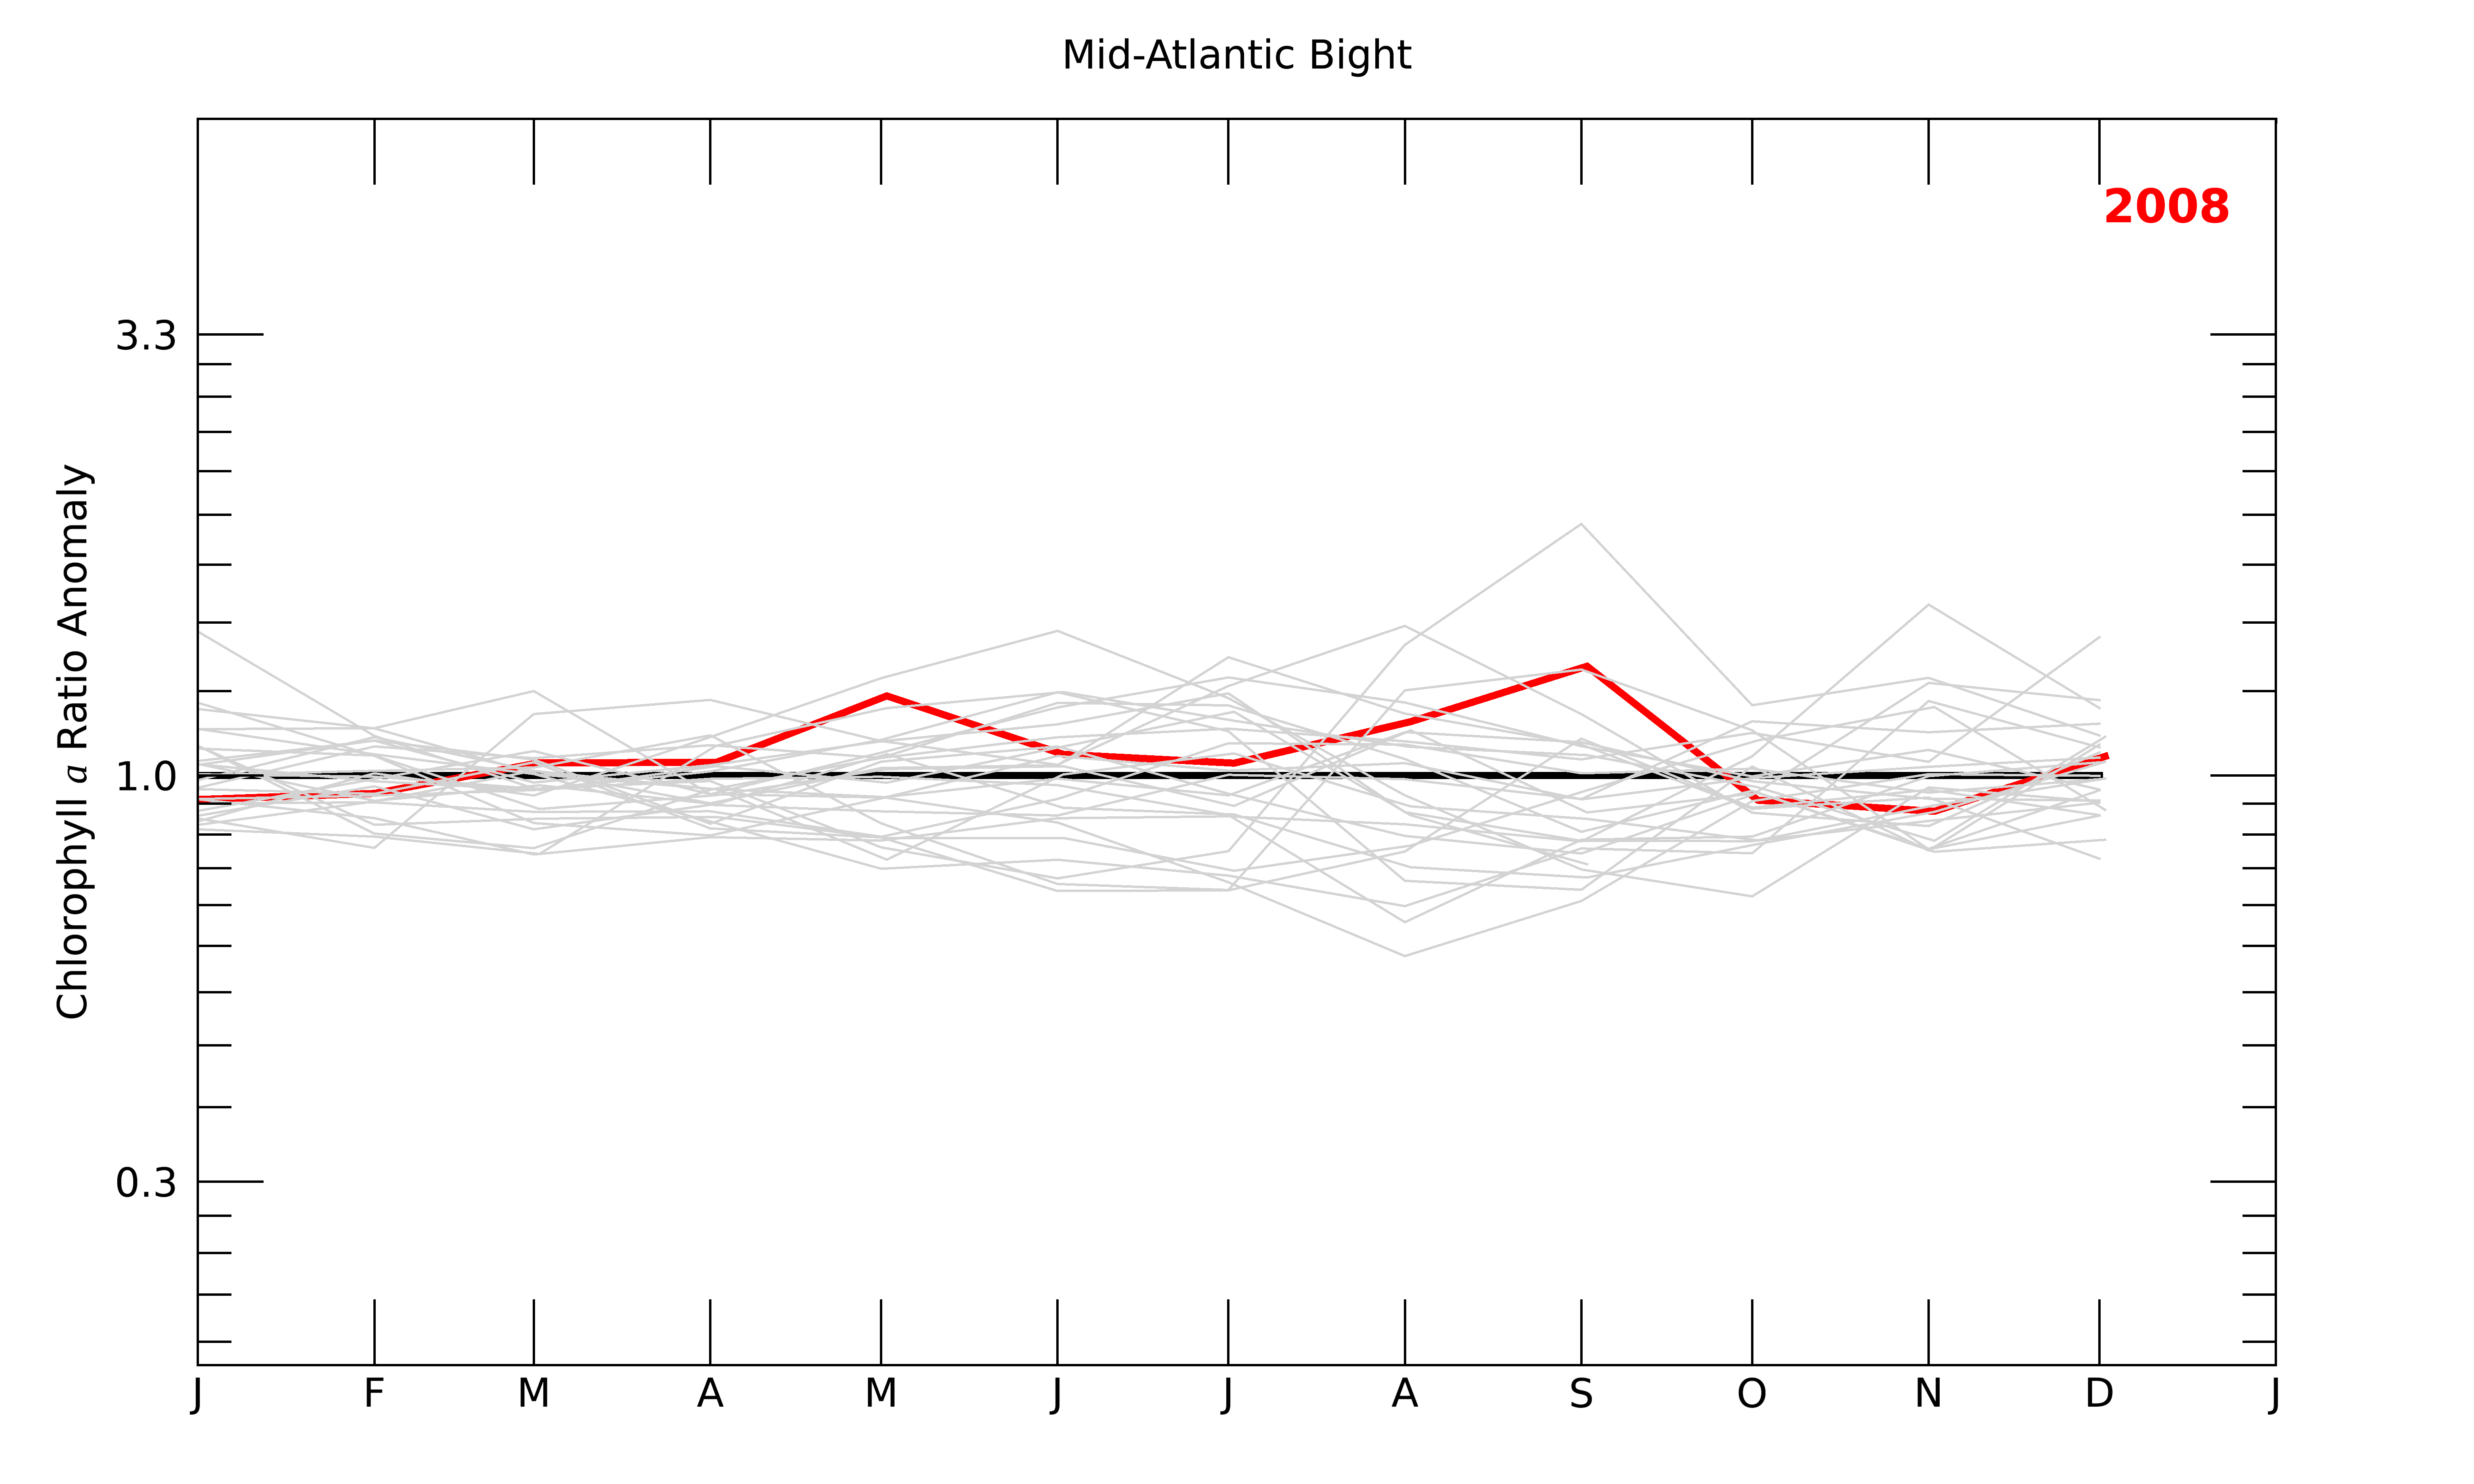 Mid-Atlantic Bight
2008
3.3
1.0
0.3
Chlorophyll a Ratio Anomaly
J F M A M J J A S O N D J